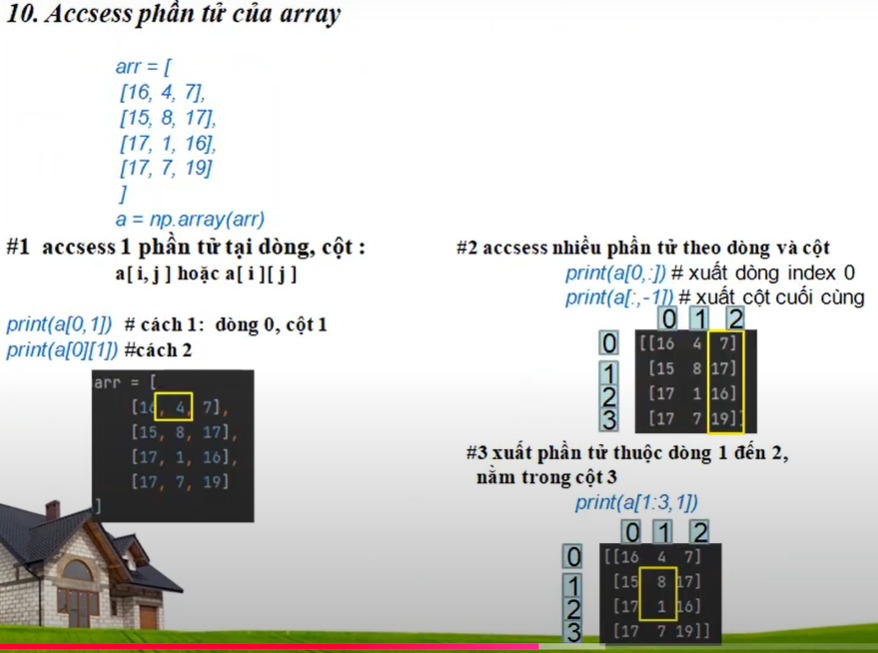 10. Accsess phần tử của array
arr = [
[16, 4, 7],
[15, 8, 17],
[17, 1, 16],
[17, 7, 19]
]
a = np.array(arr)
#1 accsess 1 phần tử tại dòng, cột :
a[ i, j ] hoặc a[ i ][ j ]
print(a[0,1]) # cách 1: dòng 0, cột 1
print(a[0][1]) #cách 2
arr = [
[16, 4, 7],
[15, 8, 17],
[17, 1, 16],
[17, 7, 19]
]
#2 accsess nhiều phần tử theo dòng và cột
print(a[0,:]) # xuất dòng index 0
print(a[:,-1]) # xuất cột cuối cùng
0 1 2
0 [[16 4 7]
1 [15 8 17]
2 [17 1 16]
3 [17 7 19]]
#3 xuất phần tử thuộc dòng 1 đến 2,
nằm trong cột 3
print(a[1:3,1])
0 1 2
0 [[16 4 7]
1 [15 8 17]
2 [17 1 16]
3 [17 7 19]]